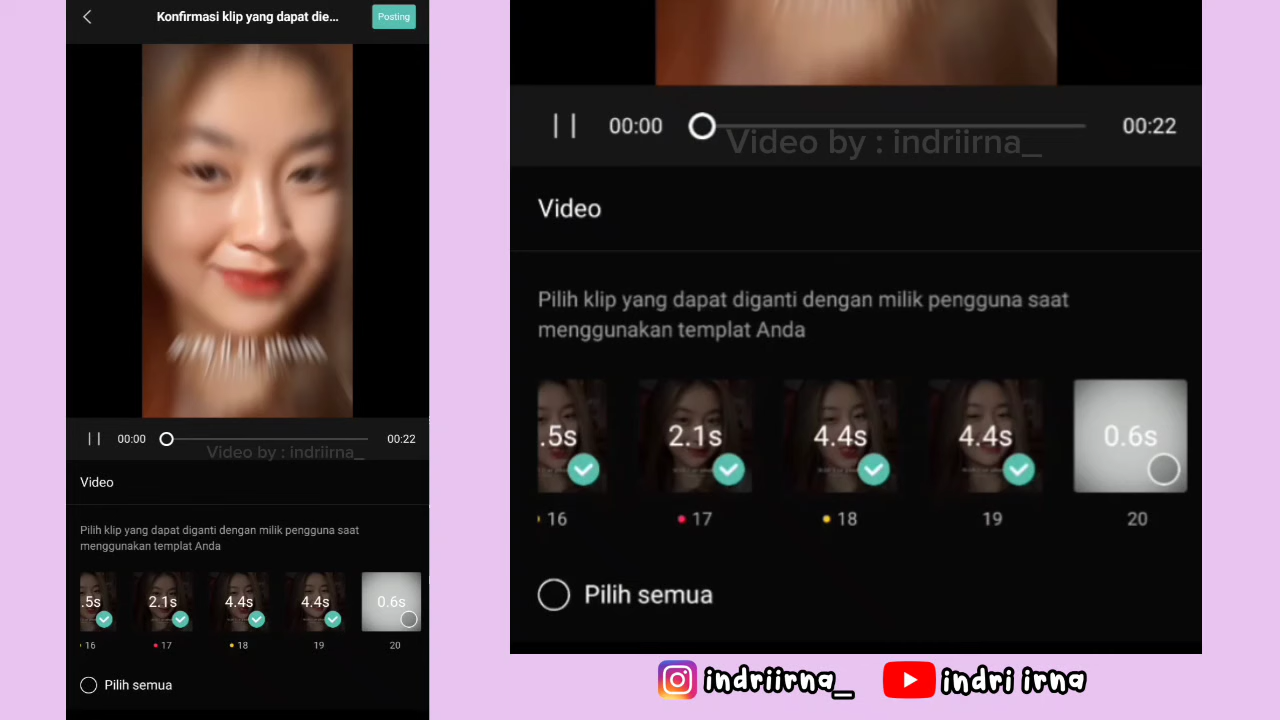 Konfirmasi klip yang dapat die...
Posting
00:00
00:22
Video by : indriirna_
Video
Pilih klip yang dapat diganti dengan milik pengguna saat
menggunakan templat Anda
.5s
2.1s
4.4s
4.4s
0.6s
16
17
18
19
20
Pilih semua
00:00
00:22
Video by : indriirna_
Video
Pilih klip yang dapat diganti dengan milik pengguna saat
menggunakan templat Anda
.5s
2.1s
4.4s
4.4s
0.6s
16
17
18
19
20
Pilih semua
indriirna_
indri irna